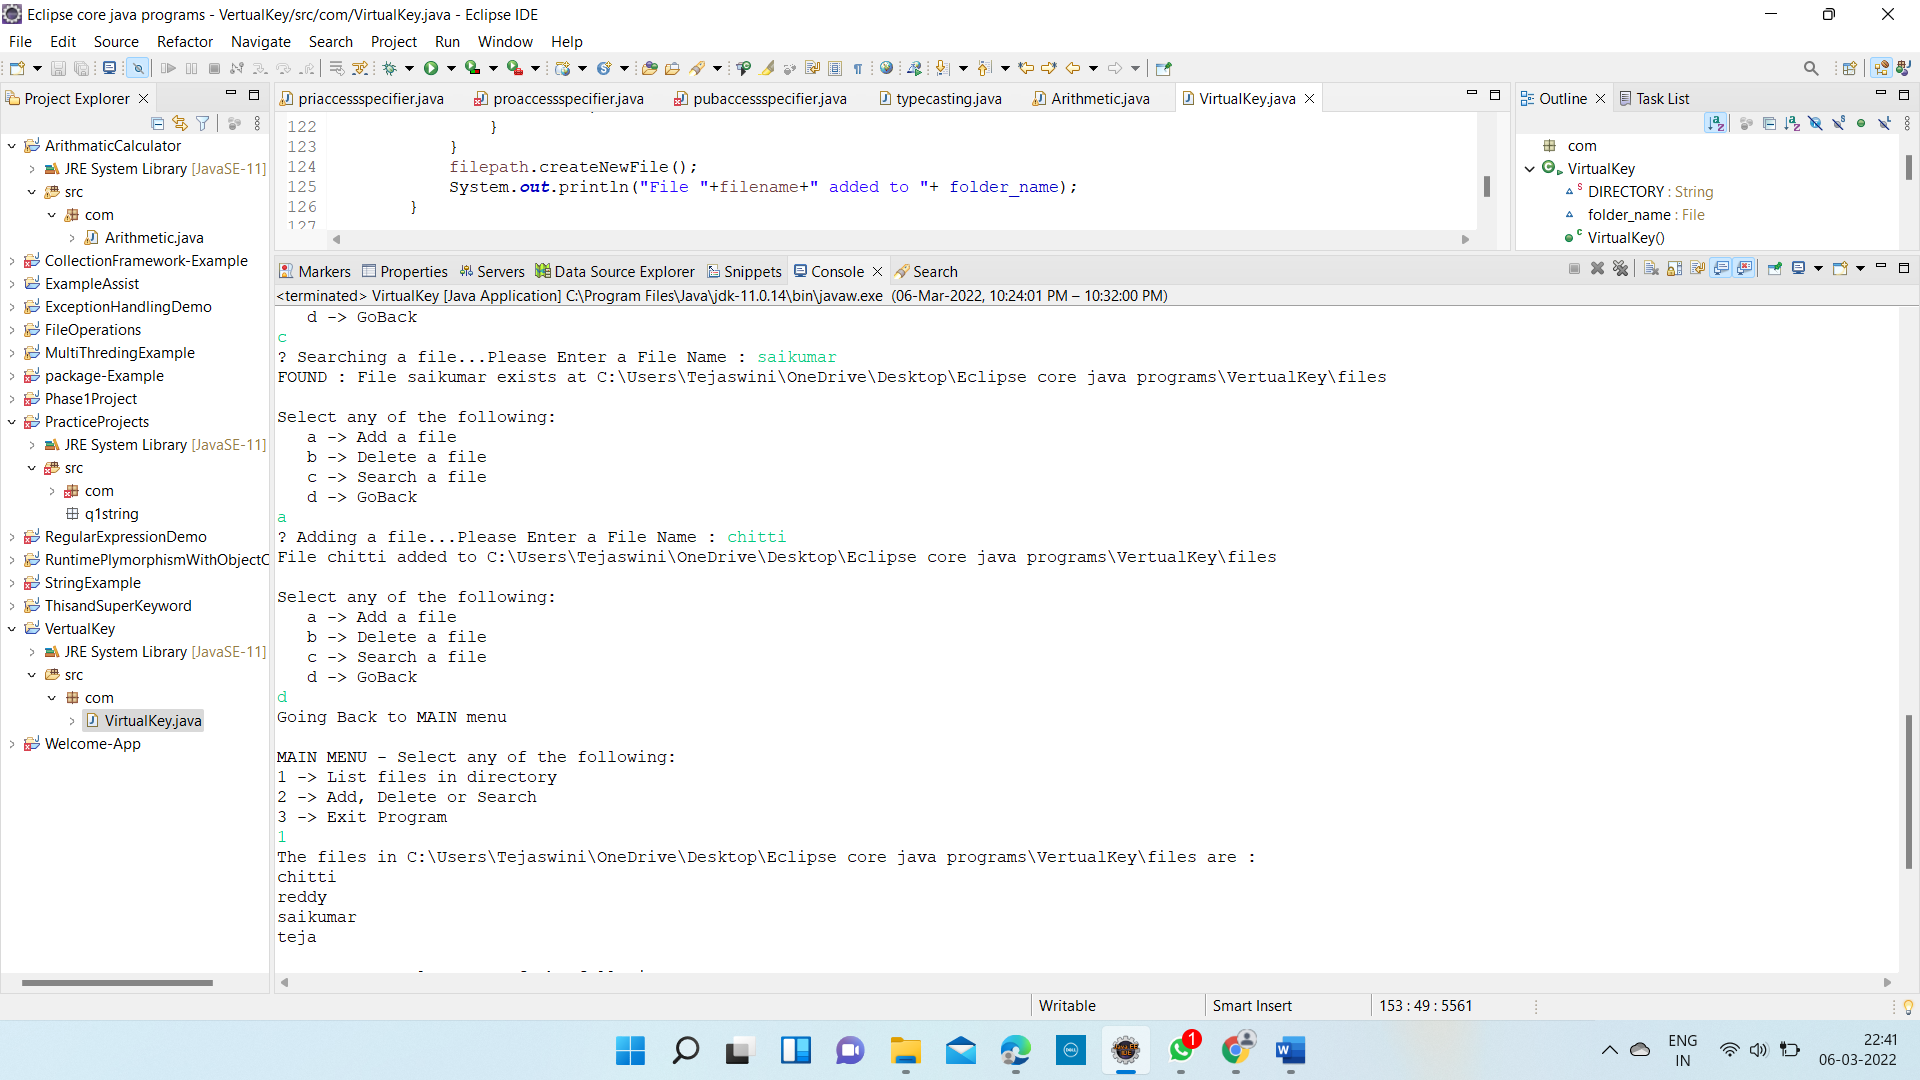 Eclipse core java programs - VertualKey/src/com/VirtualKey.java - Eclipse IDE
File Edit Source Refactor Navigate Search Project Run Window Help
Project Explorer
ArithmaticCalculator
JRE System Library [JavaSE-11]
src
com
Arithmetic.java
CollectionFramework-Example
ExampleAssist
ExceptionHandlingDemo
FileOperations
MultiThredingExample
package-Example
Phase1Project
PracticeProjects
JRE System Library [JavaSE-11]
src
com
q1string
RegularExpressionDemo
RuntimePlymorphismWithObjectC
StringExample
ThisandSuperKeyword
VertualKey
JRE System Library [JavaSE-11]
src
com
VirtualKey.java
Welcome-App
priaccessspecifier.java proaccessspecifier.java pubaccessspecifier.java typecasting.java Arithmetic.java VirtualKey.java
122 }
123 }
124 filepath.createNewFile();
125 System.out.println("File "+filename+" added to "+ folder_name);
126 }
127
Outline Task List
com
VirtualKey
DIRECTORY : String
folder_name : File
VirtualKey()
Markers Properties Servers Data Source Explorer Snippets Console Search
<terminated> VirtualKey [Java Application] C:\Program Files\Java\jdk-11.0.14\bin\javaw.exe (06-Mar-2022, 10:24:01 PM – 10:32:00 PM)
d -> GoBack
c
? Searching a file...Please Enter a File Name : saikumar
FOUND : File saikumar exists at C:\Users\Tejaswini\OneDrive\Desktop\Eclipse core java programs\VertualKey\files
Select any of the following:
a -> Add a file
b -> Delete a file
c -> Search a file
d -> GoBack
a
? Adding a file...Please Enter a File Name : chitti
File chitti added to C:\Users\Tejaswini\OneDrive\Desktop\Eclipse core java programs\VertualKey\files
Select any of the following:
a -> Add a file
b -> Delete a file
c -> Search a file
d -> GoBack
d
Going Back to MAIN menu
MAIN MENU - Select any of the following:
1 -> List files in directory
2 -> Add, Delete or Search
3 -> Exit Program
1
The files in C:\Users\Tejaswini\OneDrive\Desktop\Eclipse core java programs\VertualKey\files are :
chitti
reddy
saikumar
teja
Writable Smart Insert 153 : 49 : 5561
1
ENG
IN
22:41
06-03-2022